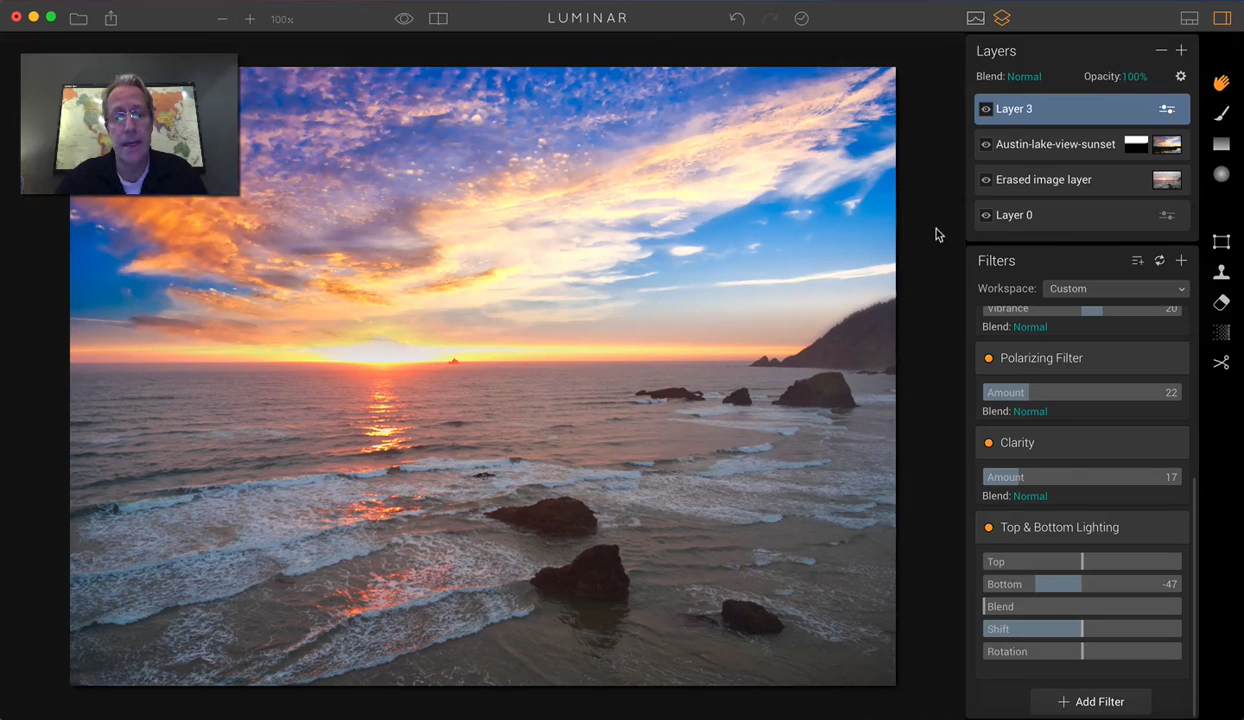 100%
LUMINAR
Layers
Blend: Normal
Opacity:100%
Layer 3
Austin-lake-view-sunset
Erased image layer
Layer 0
Filters
Workspace: Custom
Vibrance 20
Blend: Normal
Polarizing Filter
Amount 22
Blend: Normal
Clarity
Amount 17
Blend: Normal
Top & Bottom Lighting
Top
Bottom -47
Blend
Shift
Rotation
Add Filter